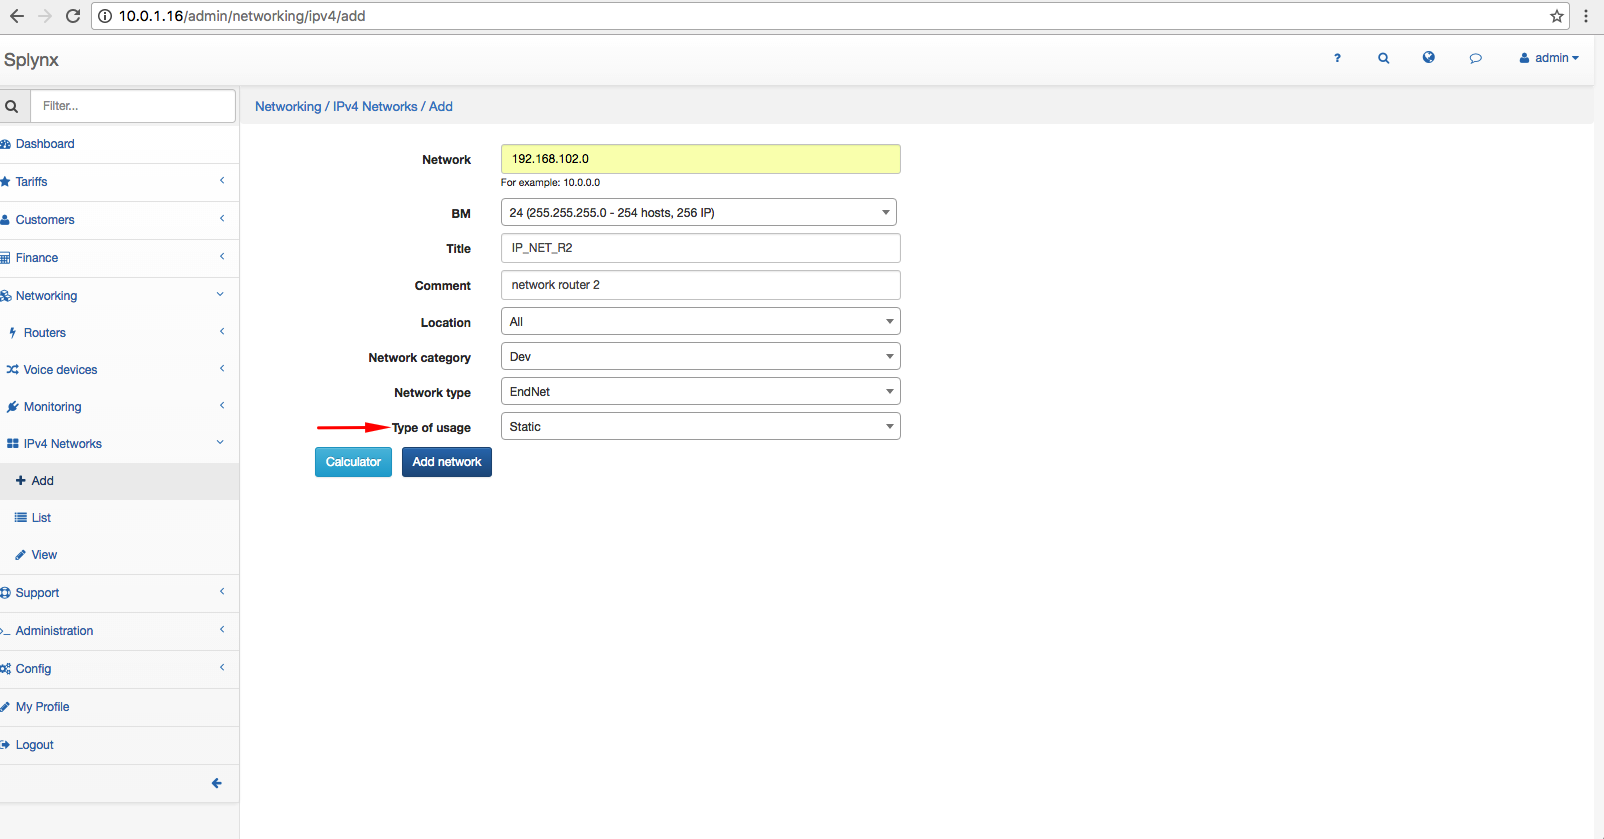 10.0.1.16/admin/networking/ipv4/add
Splynx
? admin
Filter...
Networking / IPv4 Networks / Add
Dashboard
Tariffs
Customers
Finance
Networking
Routers
Voice devices
Monitoring
IPv4 Networks
Add
List
View
Support
Administration
Config
My Profile
Logout
Network 192.168.102.0
For example: 10.0.0.0
BM 24 (255.255.255.0 - 254 hosts, 256 IP)
Title IP_NET_R2
Comment network router 2
Location All
Network category Dev
Network type EndNet
Type of usage Static
Calculator Add network